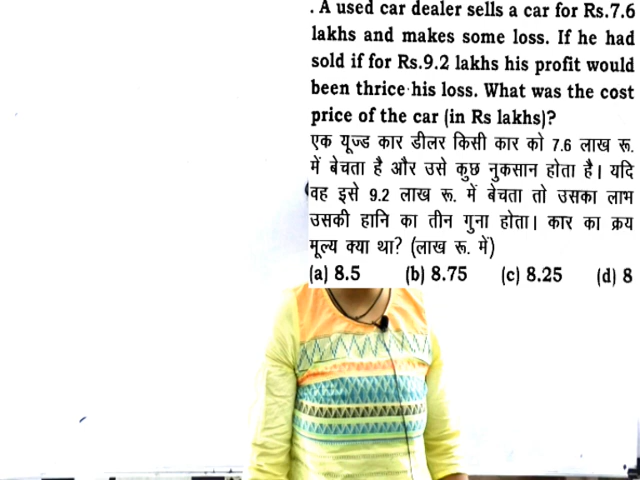 . A used car dealer sells a car for Rs.7.6
lakhs and makes some loss. If he had
sold if for Rs.9.2 lakhs his profit would
been thrice his loss. What was the cost
price of the car (in Rs lakhs)?
एक यूज्ड कार डीलर किसी कार को 7.6 लाख रू.
में बेचता है और उसे कुछ नुकसान होता है। यदि
वह इसे 9.2 लाख रू. में बेचता तो उसका लाभ
उसकी हानि का तीन गुना होता। कार का क्रय
मूल्य क्या था? (लाख रू. में)
(a) 8.5 (b) 8.75 (c) 8.25 (d) 8